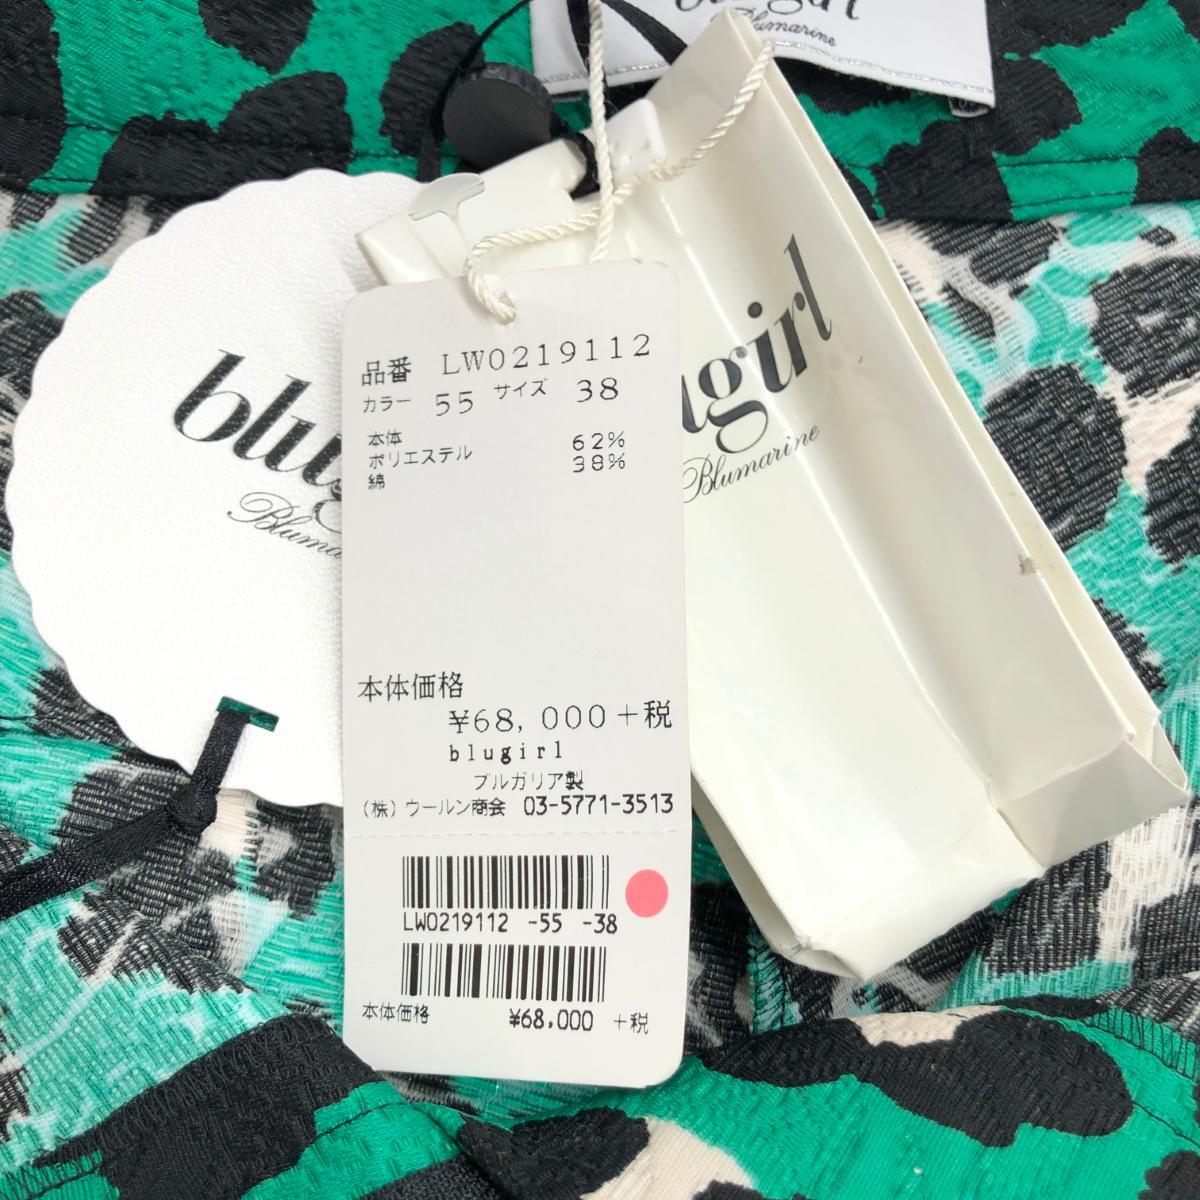 Blumarine
blu
Blumarine
ugirl
Blumarine
品番 LW0219112
カラー 55 サイズ 38
本体
ポリエステル 62%
綿 38%
本体価格
¥68,000+税
blugirl
ブルガリア製
(株)ウールン商会 03-5771-3513
LW0219112 -55 -38
本体価格 ¥68,000 +税